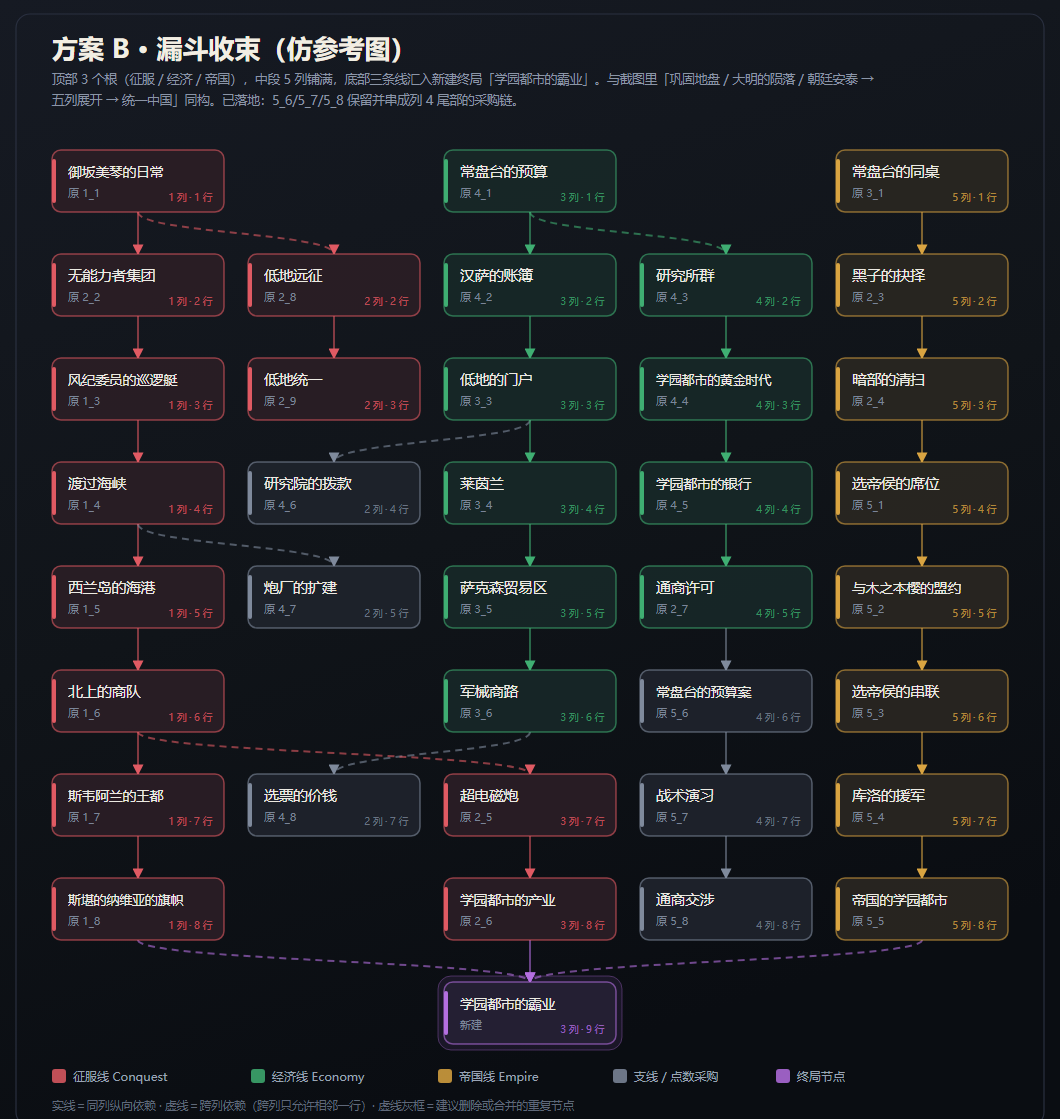 方案 B · 漏斗收束（仿参考图）
顶部 3 个根（征服 / 经济 / 帝国），中段 5 列铺满，底部三条线汇入新建终局「学园都市的霸业」。与截图里「巩固地盘 / 大明的陨落 / 朝廷安泰 →
五列展开 → 统一中国」同构。已落地：5_6/5_7/5_8 保留并串成列 4 尾部的采购链。
御坂美琴的日常
原 1_1
1 列 · 1 行
常盘台的预算
原 4_1
3 列 · 1 行
常盘台的同桌
原 3_1
5 列 · 1 行
无能力者集团
原 2_2
1 列 · 2 行
低地远征
原 2_8
2 列 · 2 行
汉萨的账簿
原 4_2
3 列 · 2 行
研究所群
原 4_3
4 列 · 2 行
黑子的抉择
原 2_3
5 列 · 2 行
风纪委员的巡逻艇
原 1_3
1 列 · 3 行
低地统一
原 2_9
2 列 · 3 行
低地的门户
原 3_3
3 列 · 3 行
学园都市的黄金时代
原 4_4
4 列 · 3 行
暗部的清扫
原 2_4
5 列 · 3 行
渡过海峡
原 1_4
1 列 · 4 行
研究院的拨款
原 4_6
2 列 · 4 行
莱茵兰
原 3_4
3 列 · 4 行
学园都市的银行
原 4_5
4 列 · 4 行
选帝侯的席位
原 5_1
5 列 · 4 行
西兰岛的海港
原 1_5
1 列 · 5 行
炮厂的扩建
原 4_7
2 列 · 5 行
萨克森贸易区
原 3_5
3 列 · 5 行
通商许可
原 2_7
4 列 · 5 行
与木之本樱的盟约
原 5_2
5 列 · 5 行
北上的商队
原 1_6
1 列 · 6 行
军械商路
原 3_6
3 列 · 6 行
常盘台的预算案
原 5_6
4 列 · 6 行
选帝侯的串联
原 5_3
5 列 · 6 行
斯韦阿兰的王都
原 1_7
1 列 · 7 行
选票的价钱
原 4_8
2 列 · 7 行
超电磁炮
原 2_5
3 列 · 7 行
战术演习
原 5_7
4 列 · 7 行
库洛的援军
原 5_4
5 列 · 7 行
斯堪的纳维亚的旗帜
原 1_8
1 列 · 8 行
学园都市的产业
原 2_6
3 列 · 8 行
通商交涉
原 5_8
4 列 · 8 行
帝国的学园都市
原 5_5
5 列 · 8 行
学园都市的霸业
新建
3 列 · 9 行
征服线 Conquest
经济线 Economy
帝国线 Empire
支线 / 点数采购
终局节点
实线 = 同列纵向依赖 · 虚线 = 跨列依赖（跨列只允许相邻一行） · 虚线灰框 = 建议删除或合并的重复节点